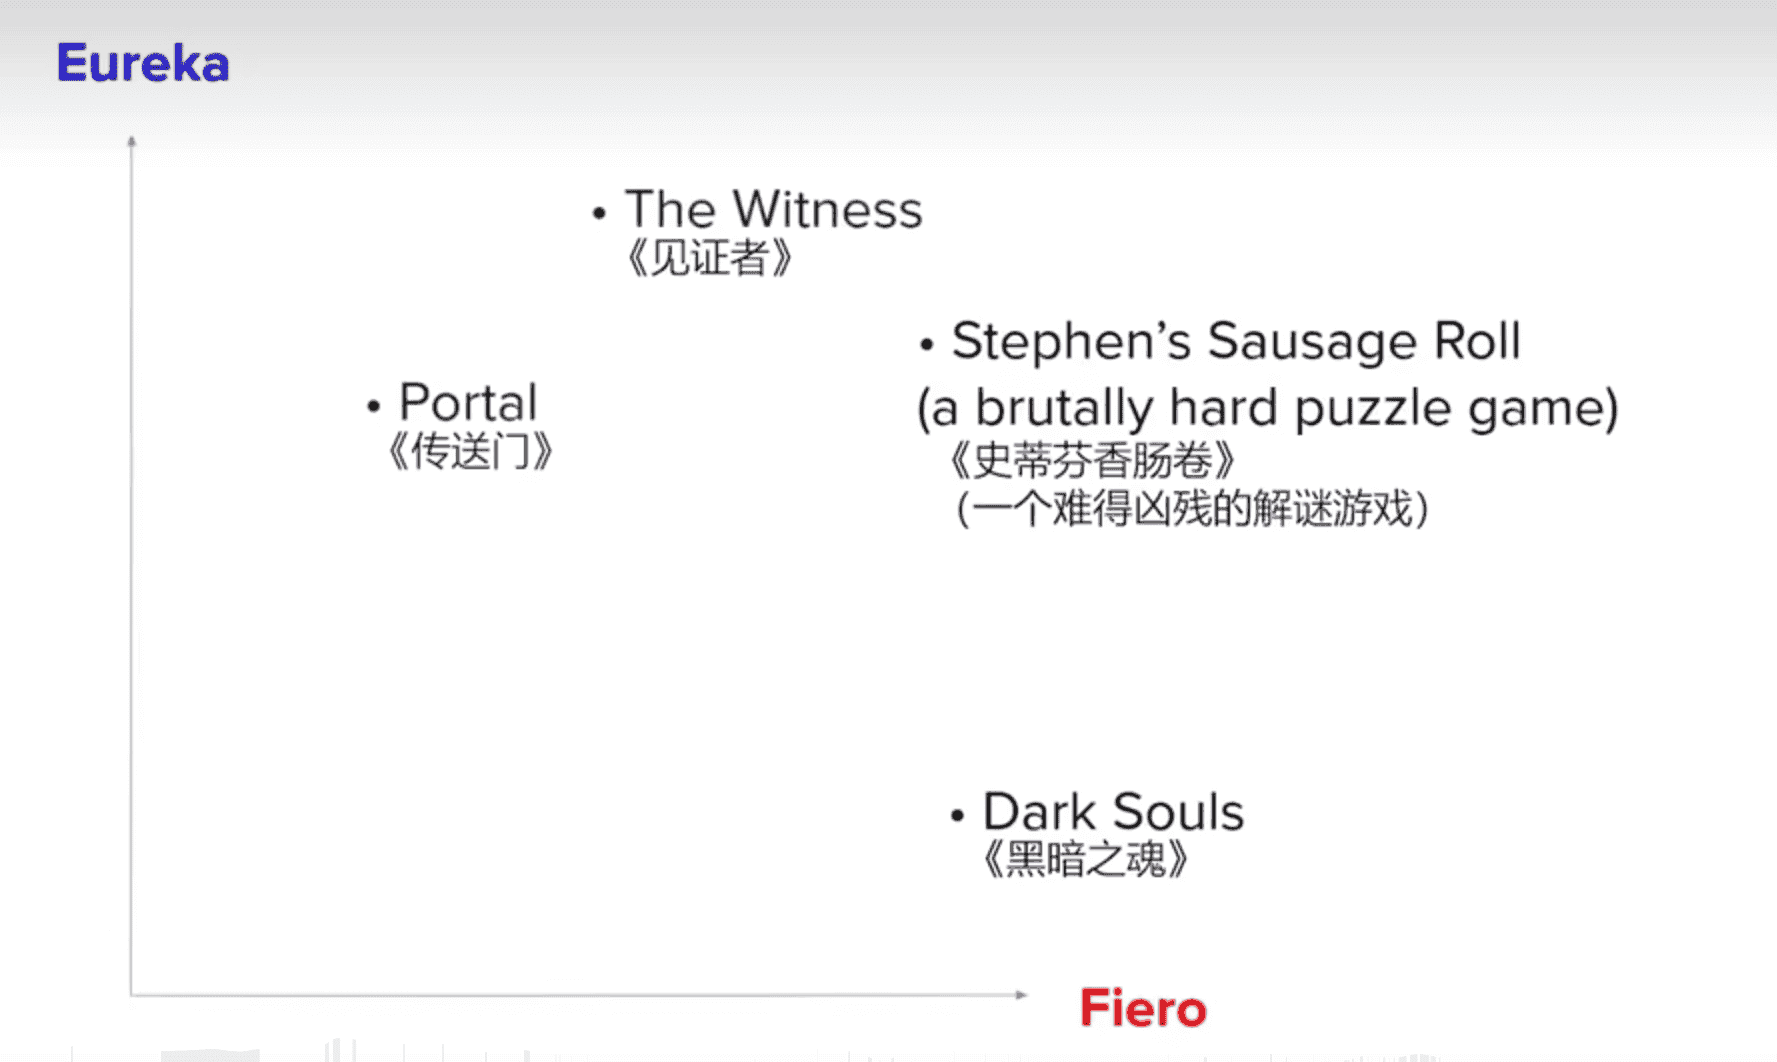 Eureka
• The Witness
《见证者》
• Stephen’s Sausage Roll
(a brutally hard puzzle game)
《史蒂芬香肠卷》
（一个难得凶残的解谜游戏）
• Portal
《传送门》
• Dark Souls
《黑暗之魂》
Fiero